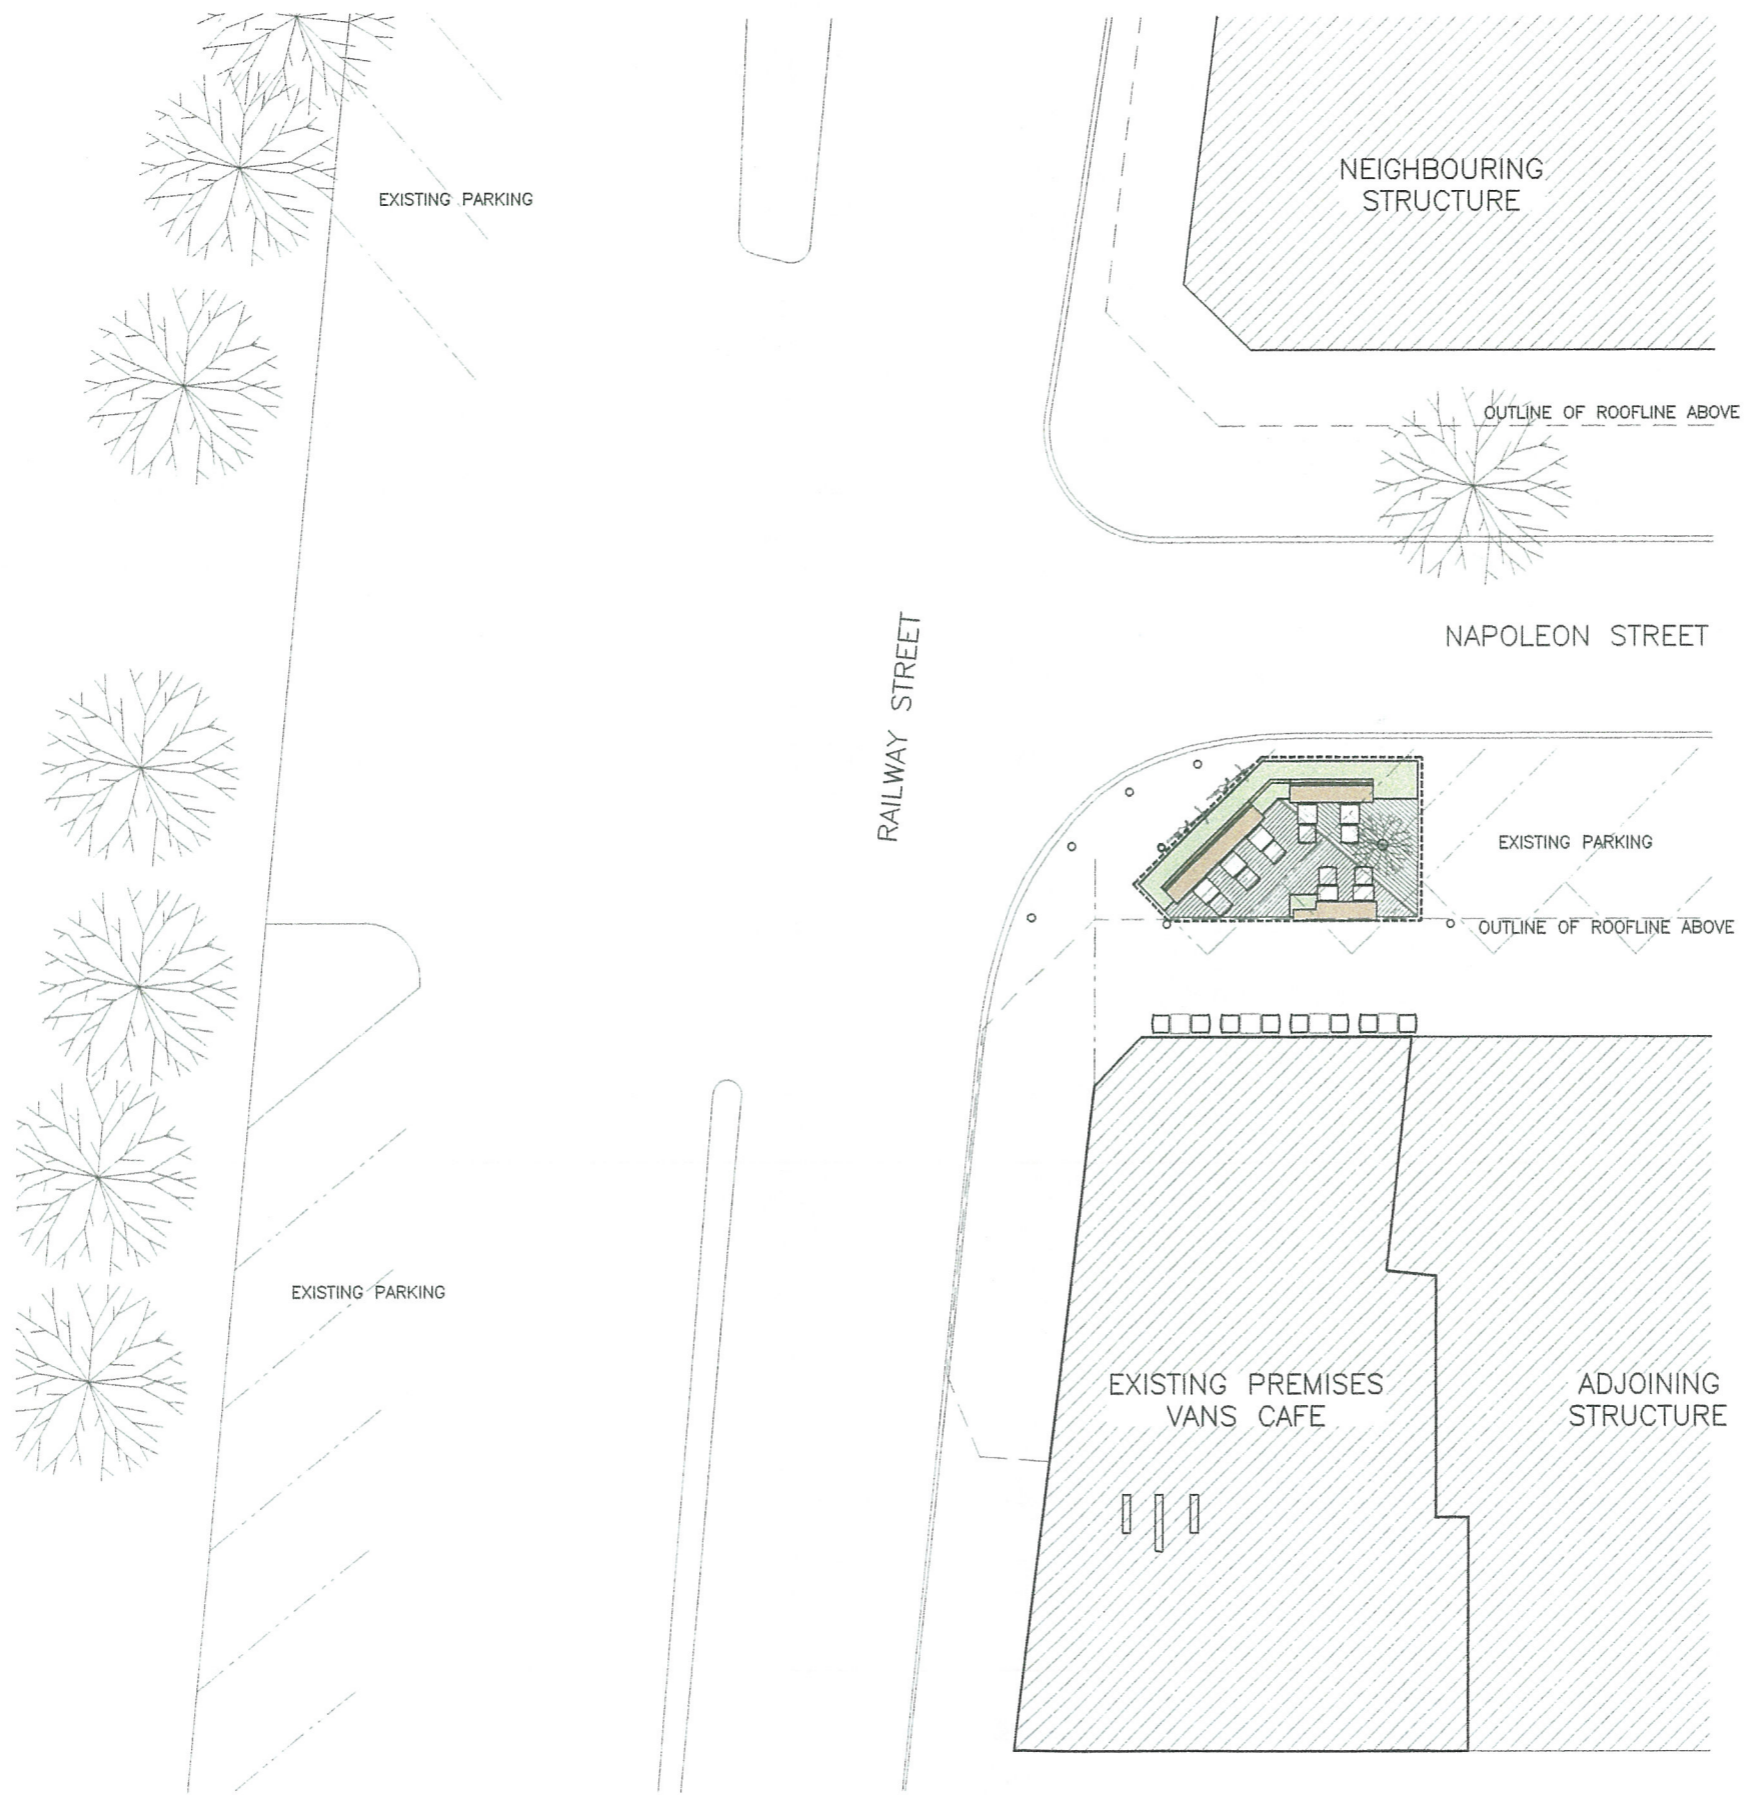 NEIGHBOURING
STRUCTURE
EXISTING PARKING
OUTLINE OF ROOFLINE ABOVE
NAPOLEON STREET
RAILWAY STREET
EXISTING PARKING
OUTLINE OF ROOFLINE ABOVE
EXISTING PARKING
EXISTING PREMISES
VANS CAFE
ADJOINING
STRUCTURE